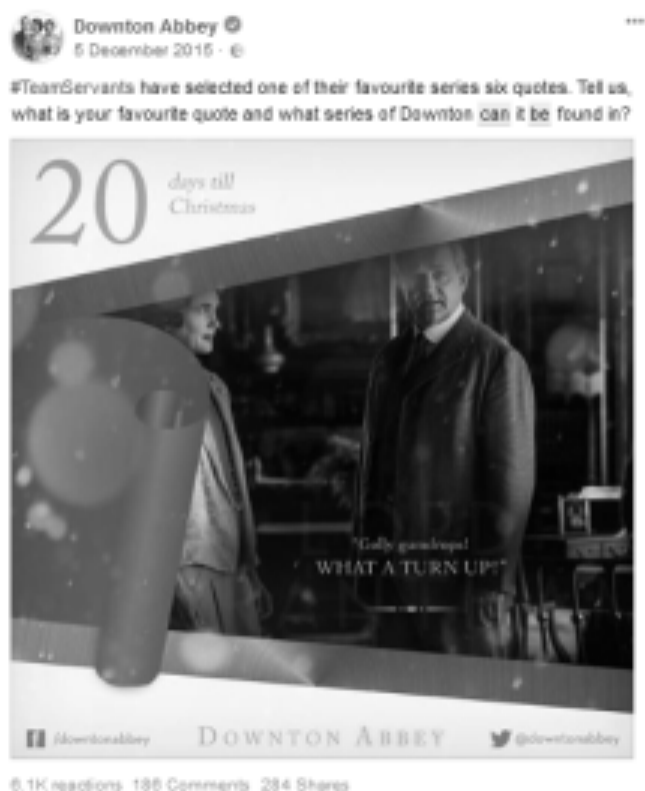 Downton Abbey
5 December 2015 ·
#TeamServants have selected one of their favourite series six quotes. Tell us,
what is your favourite quote and what series of Downton can it be found in?
20
days till
Christmas
"Golly gumdrops!
WHAT A TURN UP!"
/downtonabbey
DOWNTON ABBEY
@downtonabbey
6.1K reactions 186 Comments 284 Shares